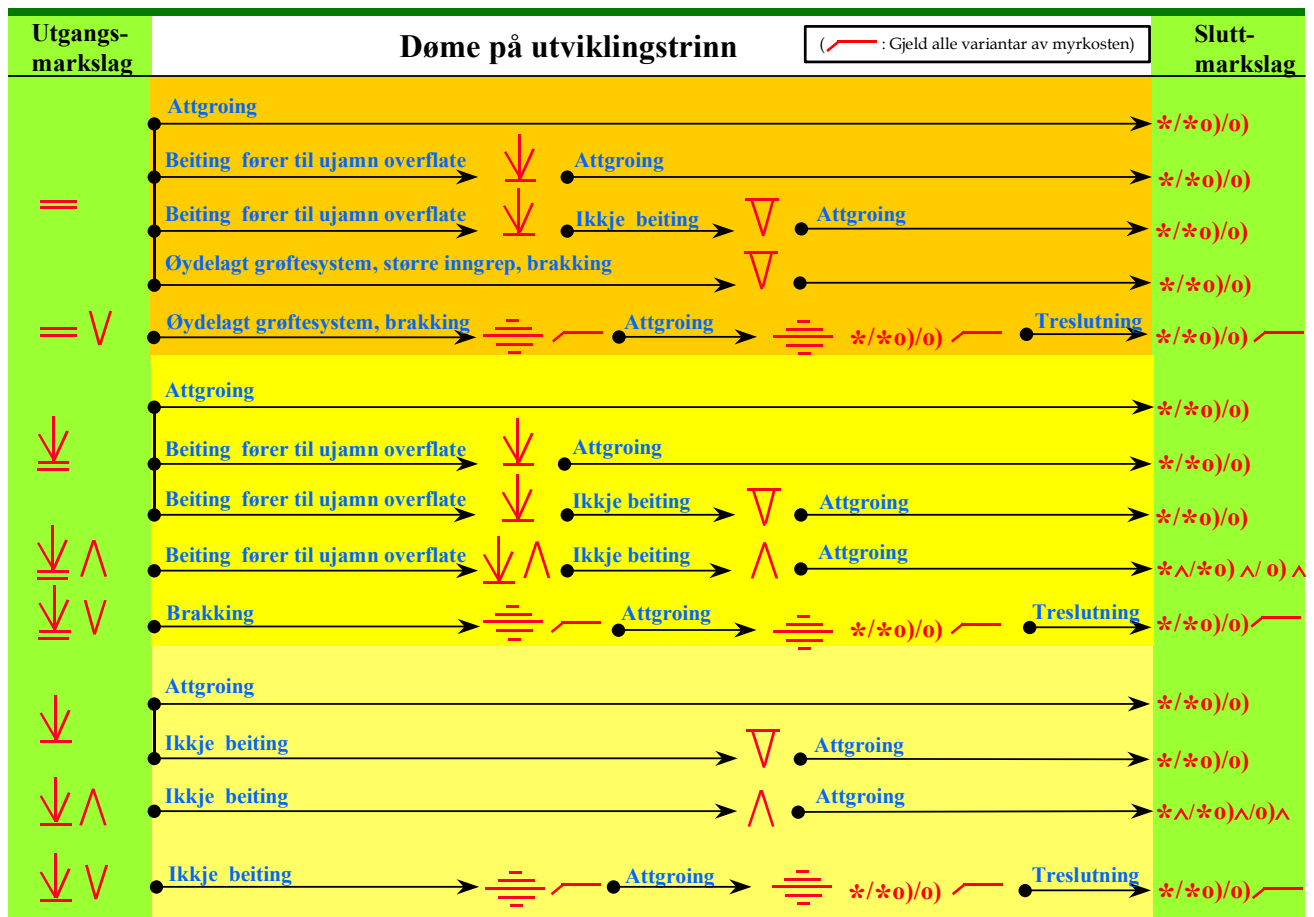 Utgangs-
markslag
Døme på utviklingstrinn
( : Gjeld alle variantar av myrkosten)
Slutt-
markslag
Attgroing
*/*o)/o)
Beiting fører til ujamn overflate Attgroing
*/*o)/o)
Beiting fører til ujamn overflate Ikkje beiting Attgroing
*/*o)/o)
Øydelagt grøftesystem, større inngrep, brakking
*/*o)/o)
Øydelagt grøftesystem, brakking Attgroing */*o)/o) Treslutning */*o)/o)
Attgroing
*/*o)/o)
Beiting fører til ujamn overflate Attgroing
*/*o)/o)
Beiting fører til ujamn overflate Ikkje beiting Attgroing
*/*o)/o)
Beiting fører til ujamn overflate Ikkje beiting Attgroing
*^/*o) ^/ o) ^
Brakking Attgroing */*o)/o) Treslutning */*o)/o)
Attgroing
*/*o)/o)
Ikkje beiting Attgroing
*/*o)/o)
Ikkje beiting Attgroing
*^/*o)^/o)^
Ikkje beiting Attgroing */*o)/o) Treslutning */*o)/o)